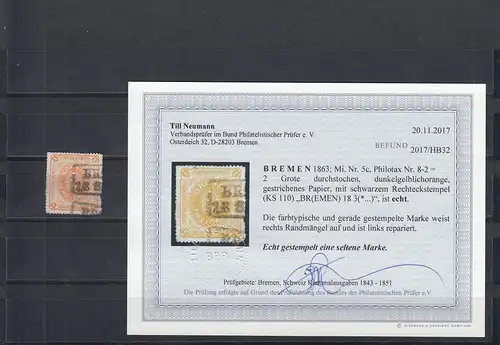 Till Neumann
Verbandsprüfer im Bund Philatelistischer Prüfer e. V.
Osterdeich 32, D-28203 Bremen
20.11.2017
BEFUND 2017/HB32
BREMEN 1863; Mi. Nr. 5c, Philotax Nr. 8-2 =
2 Grote durchstochen, dunkelgelblichorange,
gestrichenes Papier, mit schwarzem Rechteckstempel
(KS 110) „BR(EMEN) 18 3(*...)“, ist echt.
Die farbtypische und gerade gestempelte Marke weist
rechts Randmängel auf und ist links repariert.
Echt gestempelt eine seltene Marke.
BPP
Prüfgebiete: Bremen, Schweiz Kantonalausgaben 1843 - 1851
Die Prüfung erfolgte auf Grund der Prüfordnung des Bundes der Philatelistischen Prüfer e.V.